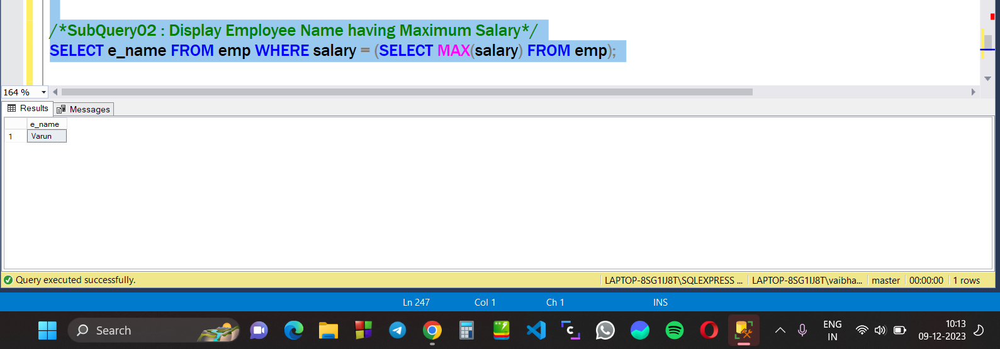 /*SubQuery02 : Display Employee Name having Maximum Salary*/
SELECT e_name FROM emp WHERE salary = (SELECT MAX(salary) FROM emp);
164 %
Results Messages
e_name
1 Varun
Query executed successfully. LAPTOP-8SG1IJ8T\SQLEXPRESS ... LAPTOP-8SG1IJ8T\vaibha... master 00:00:00 1 rows
Ln 247 Col 1 Ch 1 INS
Search
ENG
IN
10:13
09-12-2023